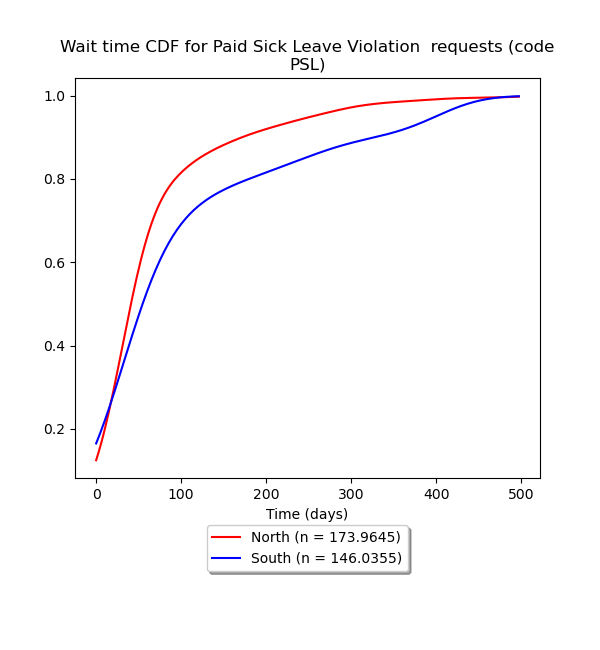 Wait time CDF for Paid Sick Leave Violation  requests (code
PSL)
1.0
0.8
0.6
0.4
0.2
0 100 200 300 400 500
Time (days)
North (n = 173.9645)
South (n = 146.0355)